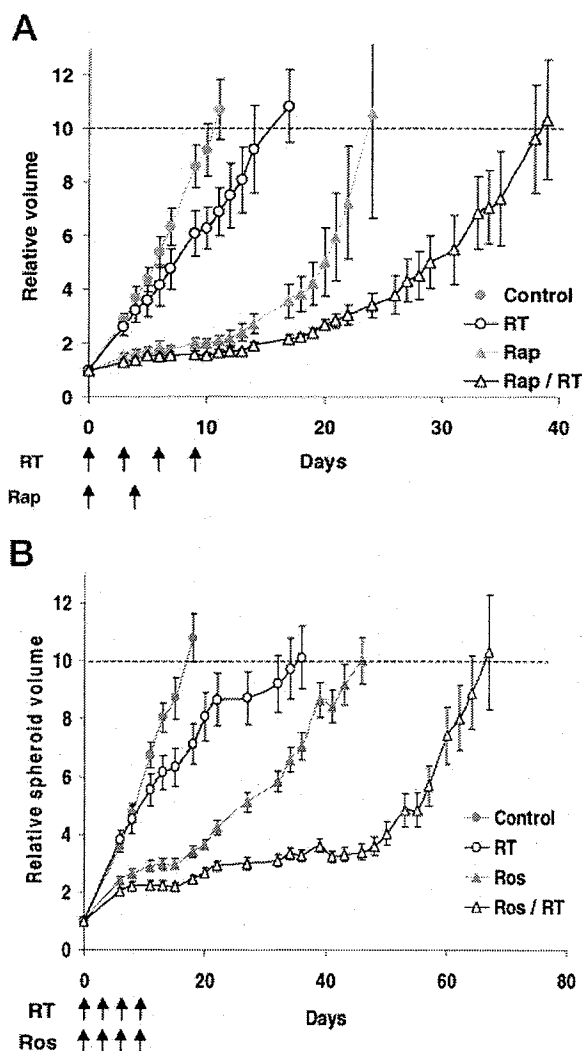 A
12
10
8
6
4
2
0
Relative volume
Control
RT
Rap
Rap / RT
0 10 20 30 40
Days
RT
Rap
B
12
10
8
6
4
2
0
Relative spheroid volume
Control
RT
Ros
Ros / RT
0 20 40 60 80
Days
RT
Ros